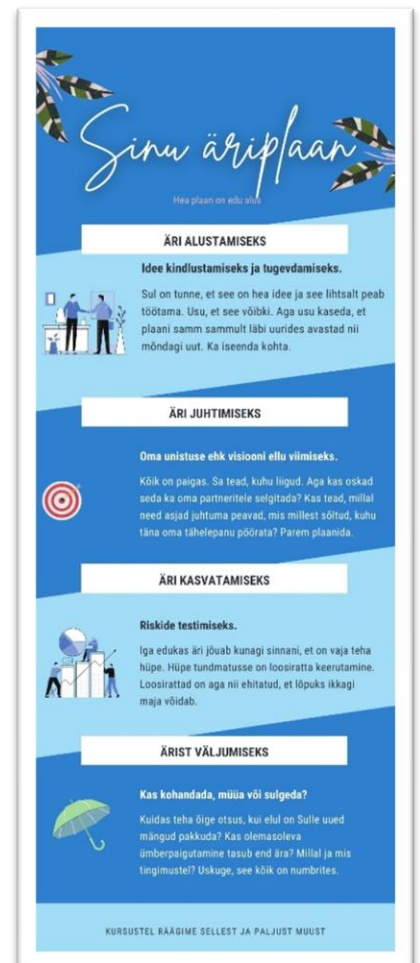 Sinu äriplaan
Hea plaan on edu alus
ÄRI ALUSTAMISEKS
Idee kindlustamiseks ja tugevdamiseks.
Sul on tunne, et see on hea idee ja see lihtsalt peab
töötama. Usu, et see võibki. Aga usu kaseda, et
plaani samm sammult läbi uurides avastad nii
mõndagi uut. Ka iseenda kohta.
ÄRI JUHTIMISEKS
Oma unistuse ehk visiooni ellu viimiseks.
Kõik on paigas. Sa tead, kuhu liigud. Aga kas oskad
seda ka oma partneritele selgitada? Kas tead, millal
need asjad juhtuma peavad, mis millest sõltud, kuhu
täna oma tähelepanu pöörata? Parem plaanida.
ÄRI KASVATAMISEKS
Riskide testimiseks.
Iga edukas äri jõuab kunagi sinnani, et on vaja teha
hüpe. Hüpe tundmatusse on loosiratta keerutamine.
Loosirattad on aga nii ehitatud, et lõpuks ikkagi
maja võidab.
ÄRIST VÄLJUMISEKS
Kas kohandada, müüa või sulgeda?
Kuidas teha õige otsus, kui elul on Sulle uued
mängud pakkuda? Kas olemasoleva
ümberpaigutamine tasub end ära? Millal ja mis
tingimustel? Uskuge, see kõik on numbrites.
KURSUSTEL RÄÄGIME SELLEST JA PALJUST MUUST